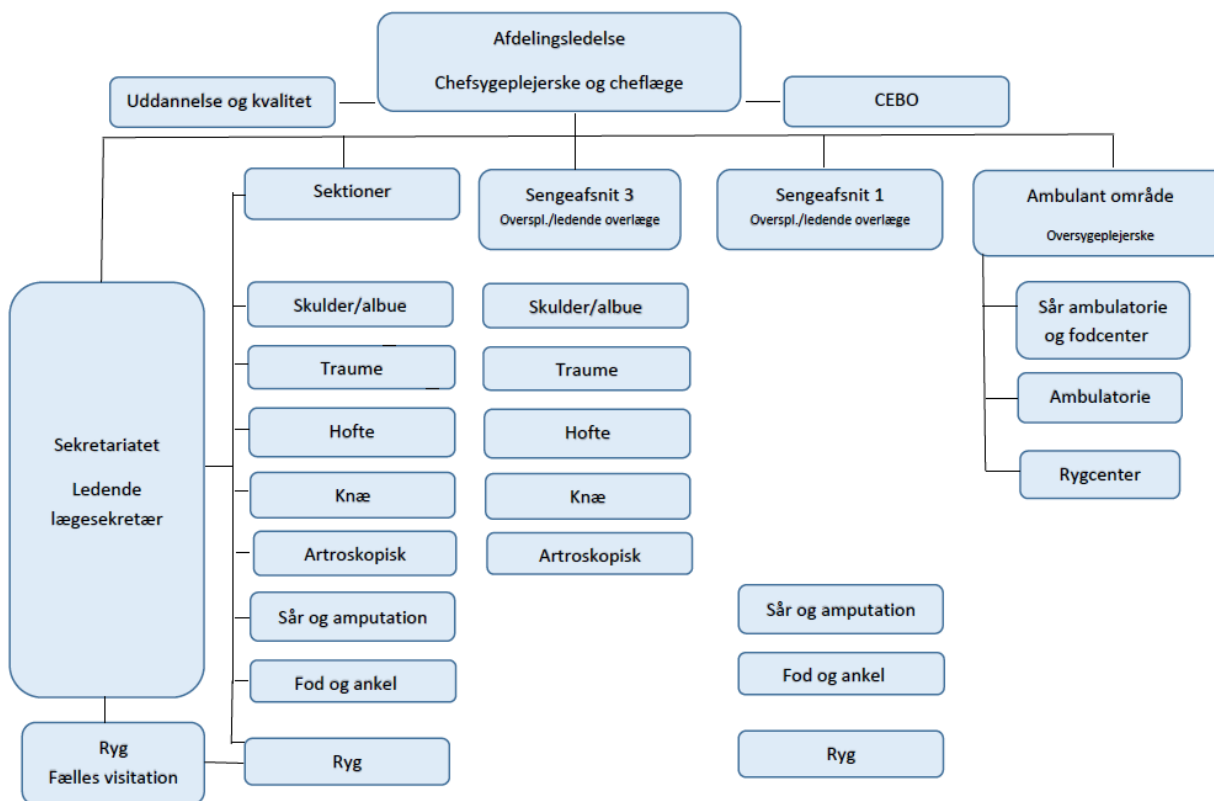 Afdelingsledelse
Chefsygeplejerske og cheflæge
Uddannelse og kvalitet
CEBO
Sektioner
Sengeafsnit 3
Overspl./ledende overlæge
Sengeafsnit 1
Overspl./ledende overlæge
Ambulant område
Oversygeplejerske
Sekretariatet
Ledende
lægesekretær
Ryg
Fælles visitation
Skulder/albue
Traume
Hofte
Knæ
Artroskopisk
Sår og amputation
Fod og ankel
Ryg
Skulder/albue
Traume
Hofte
Knæ
Artroskopisk
Sår og amputation
Fod og ankel
Ryg
Sår ambulatorie
og fodcenter
Ambulatorie
Rygcenter